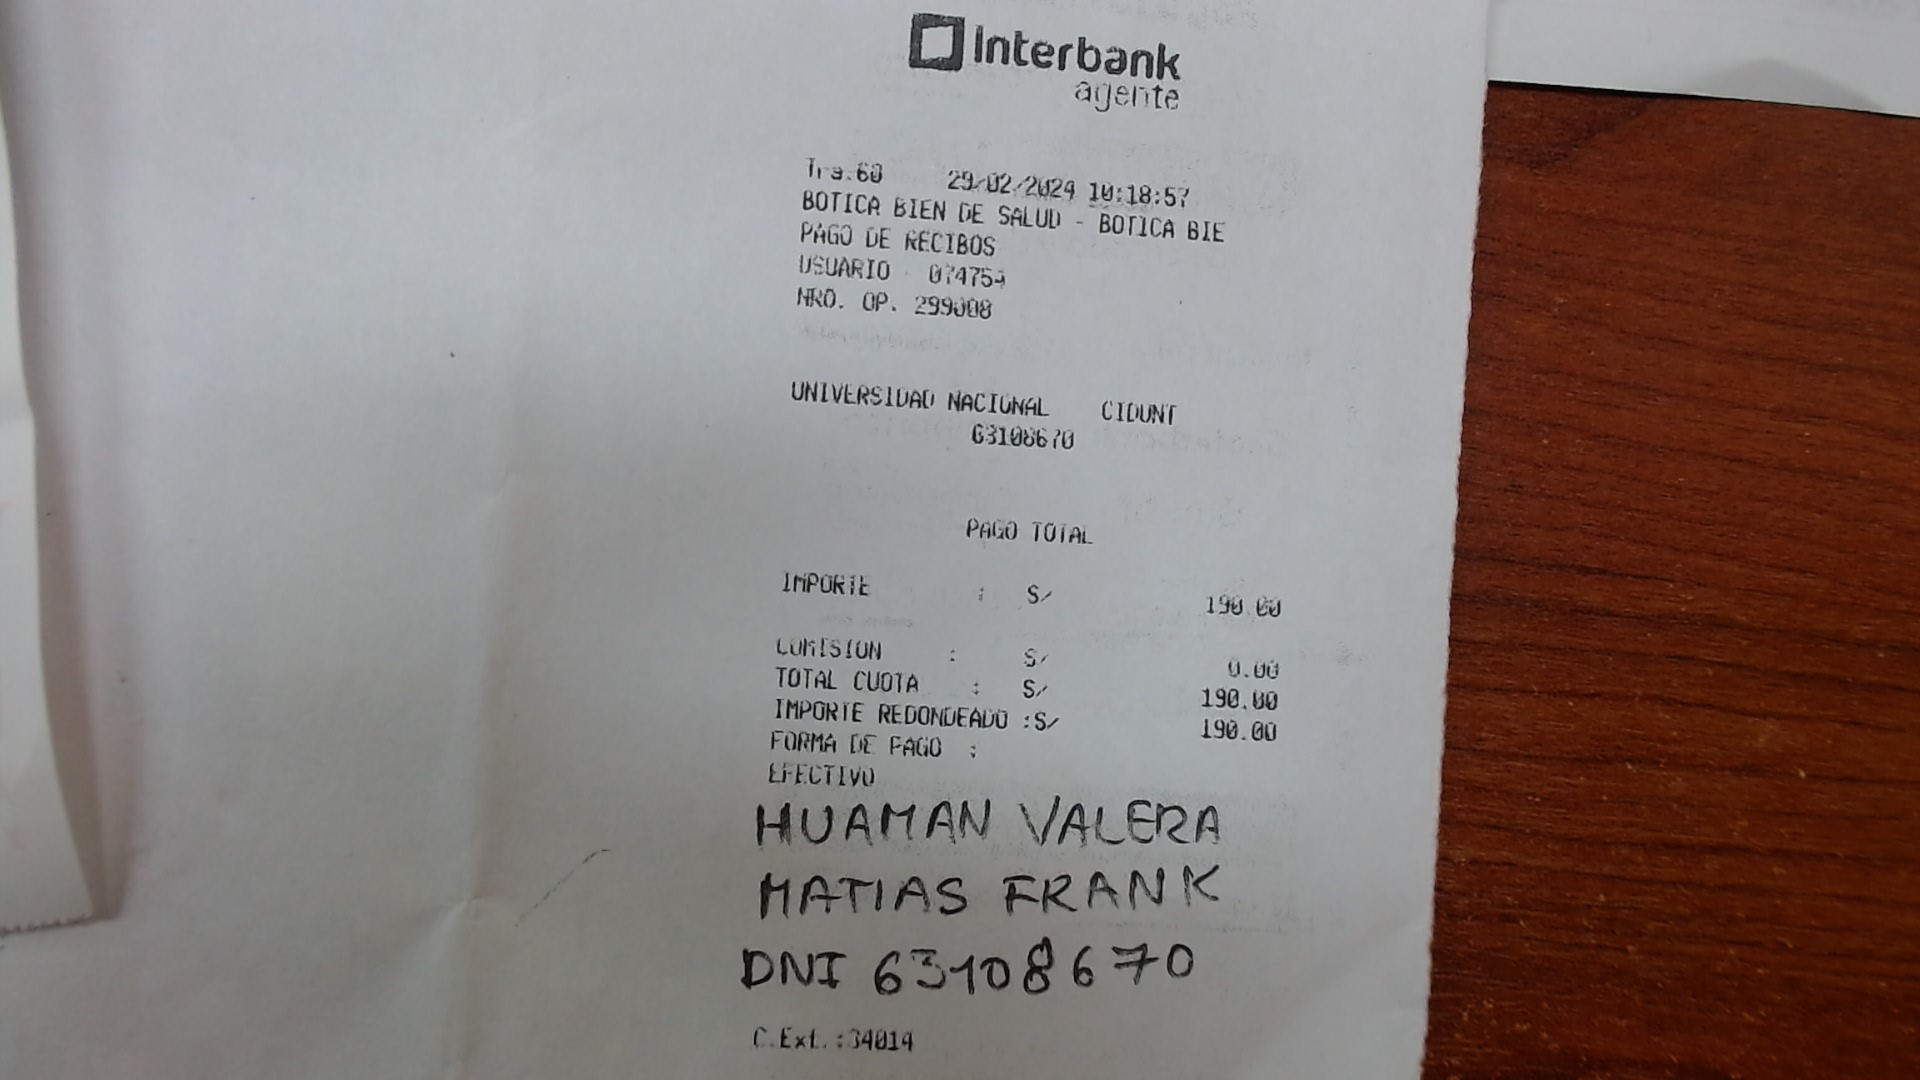 Interbank
agente
Tra.60 29/02/2024 10:18:57
BOTICA BIEN DE SALUD - BOTICA BIE
PAGO DE RECIBOS
USUARIO 074754
NRO. OP. 299008
UNIVERSIDAD NACIONAL CIDUNT
63108670
PAGO TOTAL
IMPORTE : S/ 190.00
COMISION : S/ 0.00
TOTAL CUOTA : S/ 190.00
IMPORTE REDONDEADO :S/ 190.00
FORMA DE PAGO :
EFECTIVO
HUAMAN VALERA
MATIAS FRANK
DNI 63108670
C.Ext.:34014